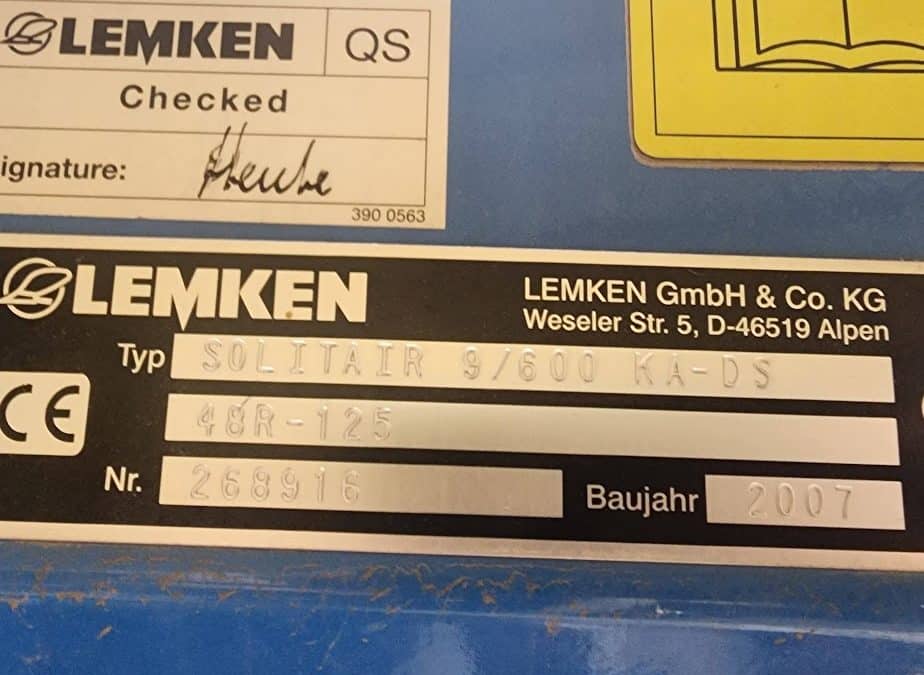 LEMKEN QS
Checked
ignature:
390 0563
LEMKEN
LEMKEN GmbH & Co. KG
Weseler Str. 5, D-46519 Alpen
Typ SOLITAIR 9/600 KA-DS
48R-125
CE
Nr. 268916 Baujahr 2007